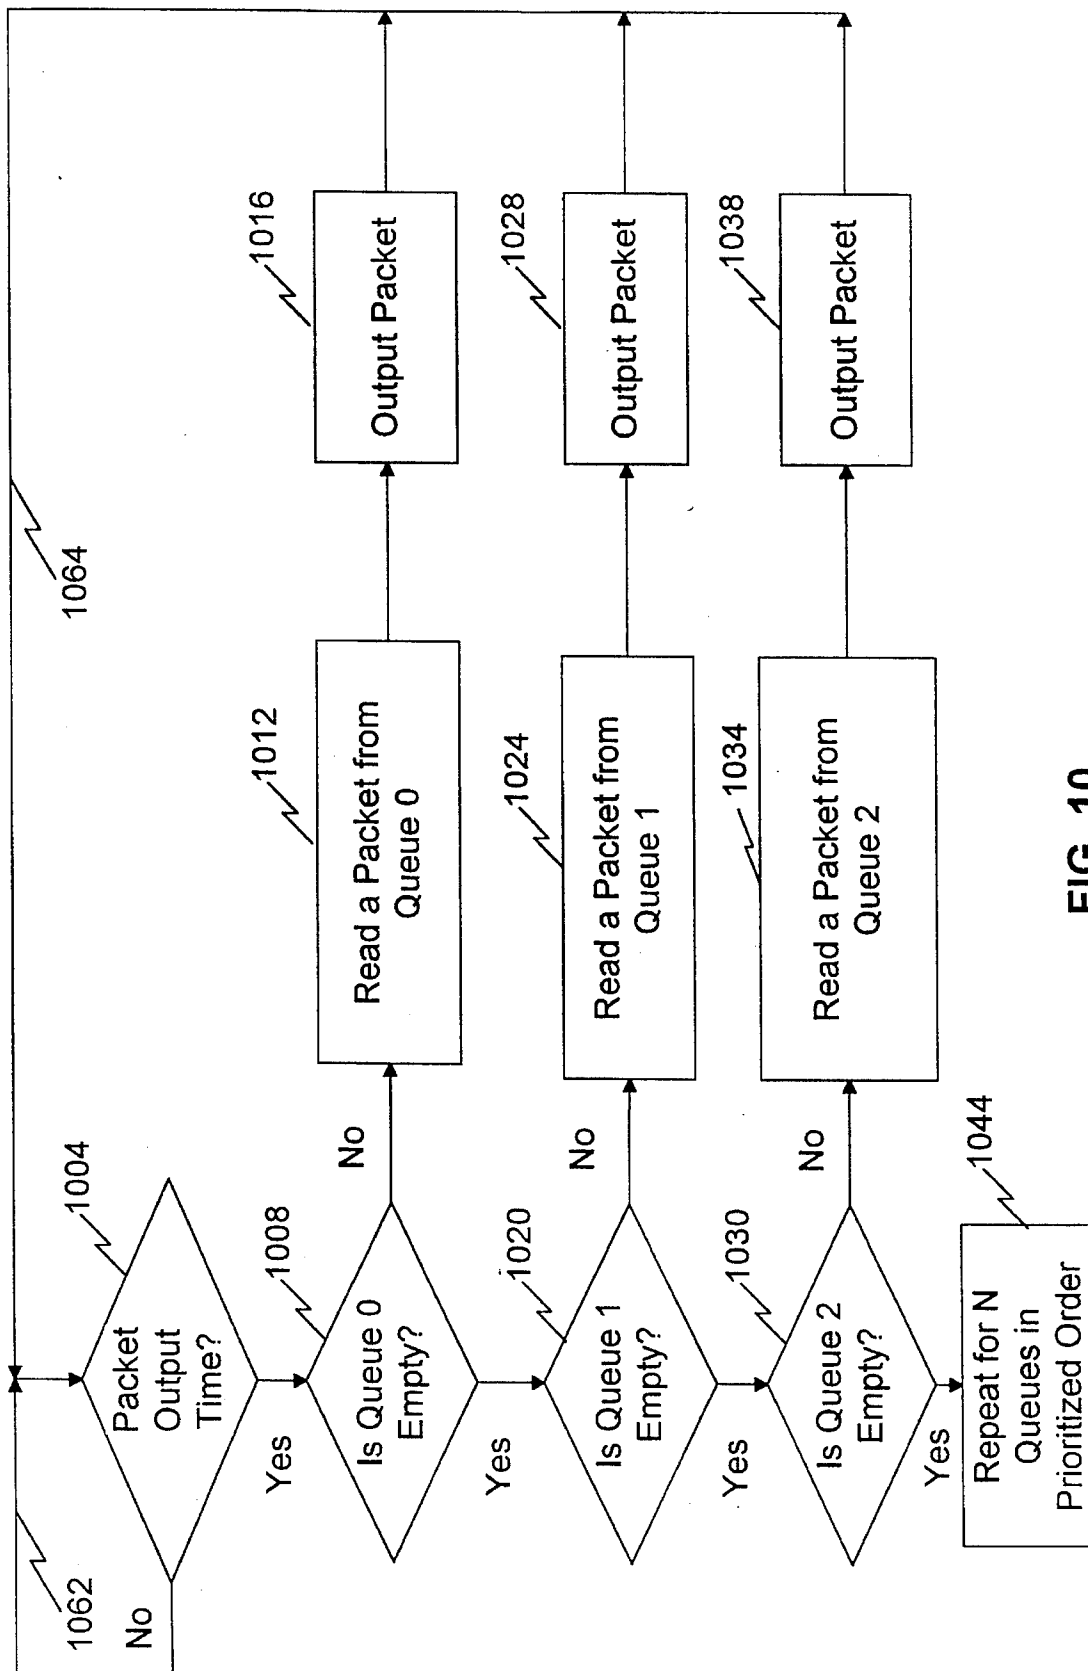 1062
1064
No
1004
Packet
Output
Time?
Yes
1008
Is Queue 0
Empty?
No
1012
Read a Packet from
Queue 0
1016
Output Packet
Yes
1020
Is Queue 1
Empty?
No
1024
Read a Packet from
Queue 1
1028
Output Packet
Yes
1030
Is Queue 2
Empty?
No
1034
Read a Packet from
Queue 2
1038
Output Packet
Yes
1044
Repeat for N
Queues in
Prioritized Order
FIG. 10